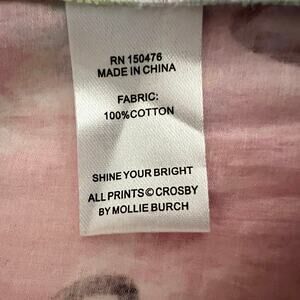 RN 150476
MADE IN CHINA
FABRIC:
100%COTTON
SHINE YOUR BRIGHT
ALL PRINTS © CROSBY
BY MOLLIE BURCH